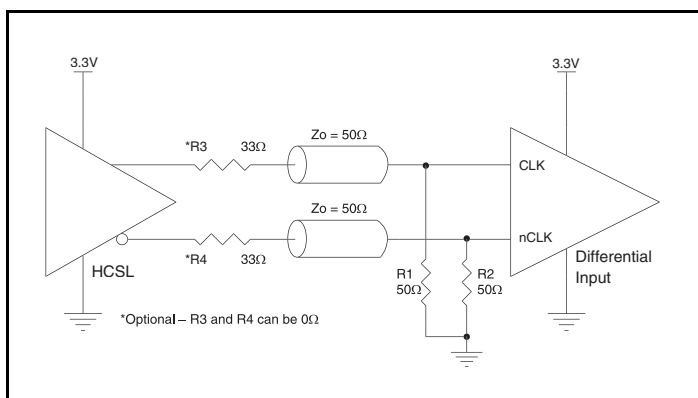 3.3V
3.3V
*R3 33Ω
Zo = 50Ω
CLK
Zo = 50Ω
nCLK
*R4 33Ω
HCSL
R1
50Ω
R2
50Ω
Differential
Input
*Optional – R3 and R4 can be 0Ω